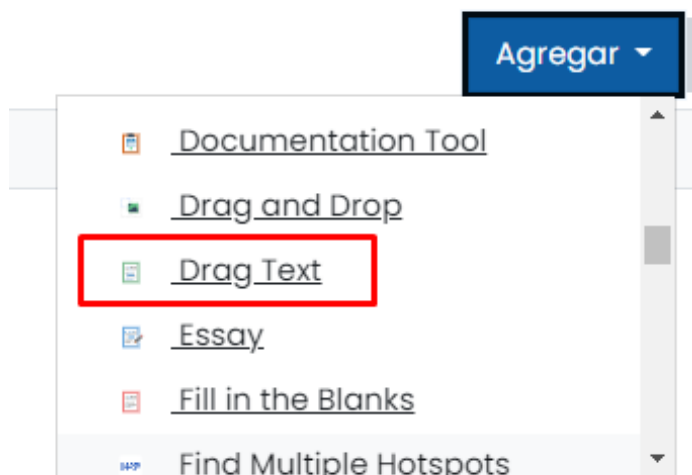 Agregar
Documentation Tool
Drag and Drop
Drag Text
Essay
Fill in the Blanks
Find Multiple Hotspots